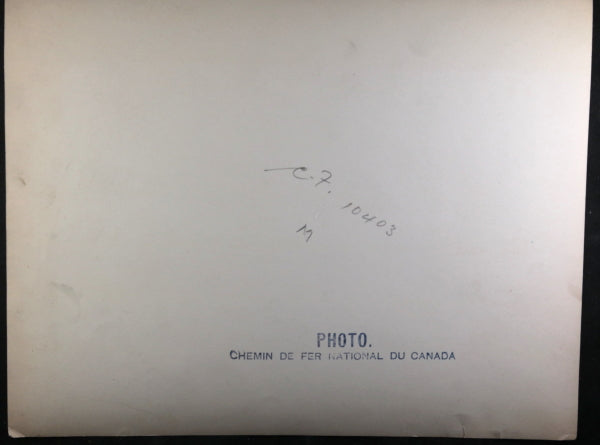 C-7.
10403
M
PHOTO.
CHEMIN DE FER NATIONAL DU CANADA